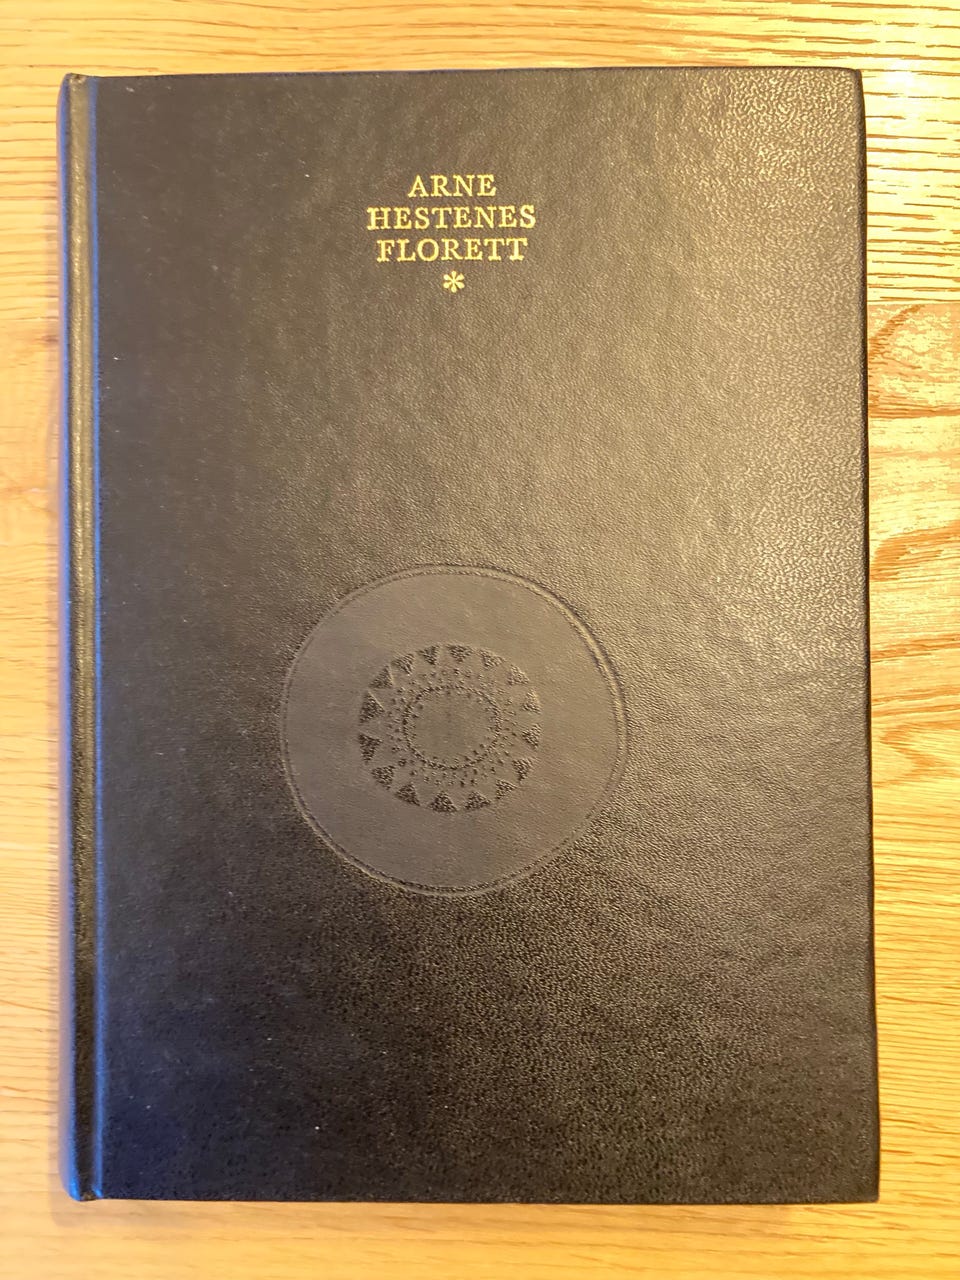 ARNE
HESTENES
FLORETT
*